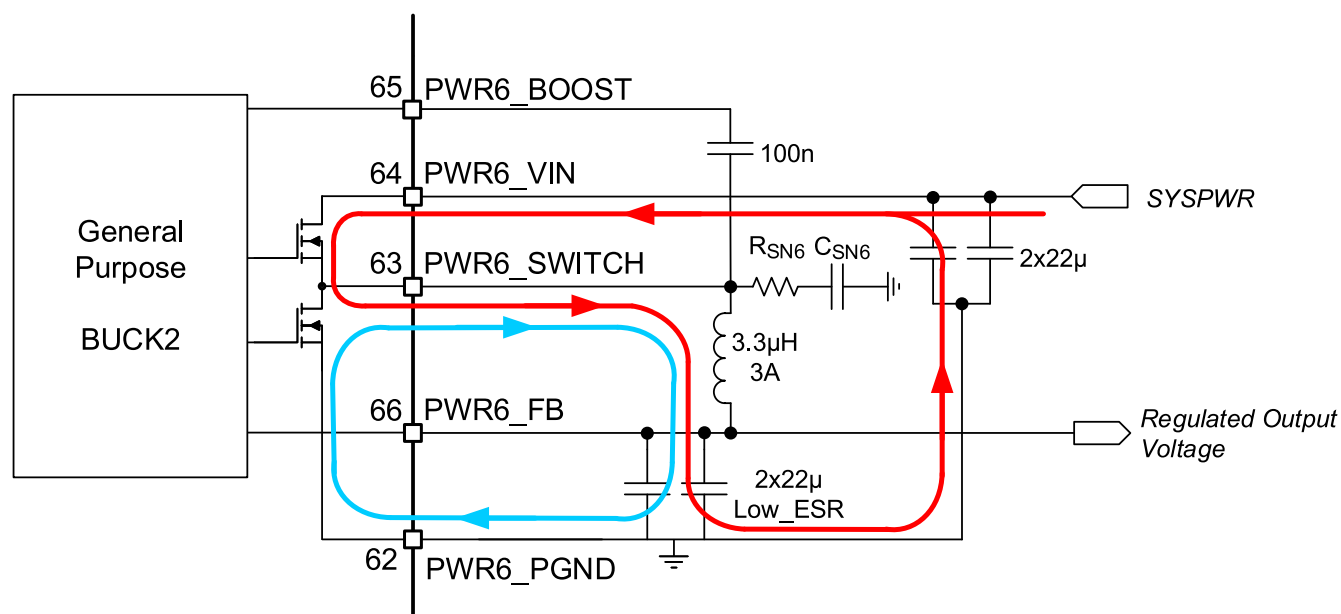 65
PWR6_BOOST
100n
64
PWR6_VIN
SYSPWR
General
Purpose
BUCK2
63
PWR6_SWITCH
RSN6
CSN6
2x22µ
3.3µH
3A
66
PWR6_FB
Regulated Output
Voltage
2x22µ
Low_ESR
62
PWR6_PGND